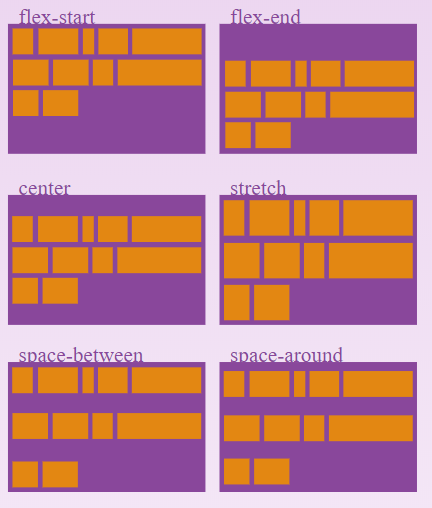 flex-start
flex-end
center
stretch
space-between
space-around